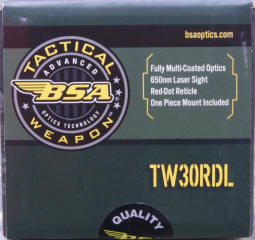 bsaoptics.com
TACTICAL
ADVANCED
BSA
OPTICS TECHNOLOGY
WEAPON
Fully Multi-Coated Optics
650nm Laser Sight
Red-Dot Reticle
One Piece Mount Included
TW30RDL
QUALITY
BSA